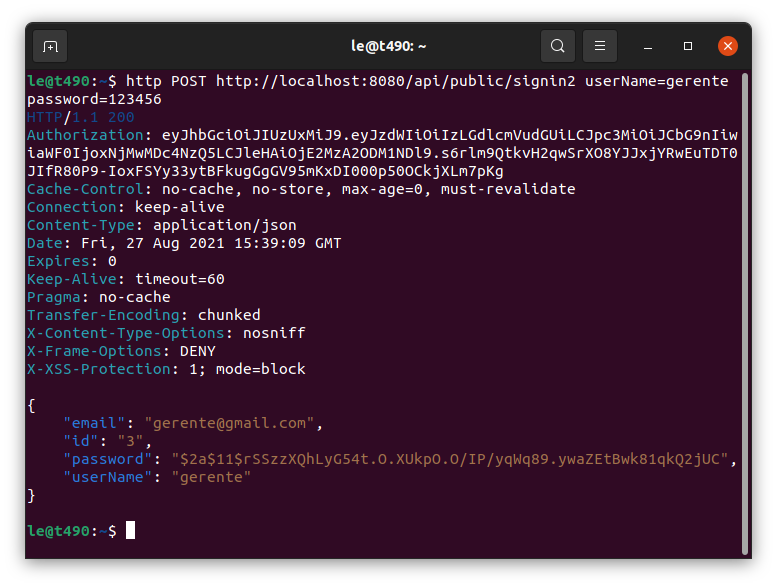 le@t490: ~
le@t490:~$ http POST http://localhost:8080/api/public/signin2 userName=gerente
password=123456
HTTP/1.1 200
Authorization: eyJhbGciOiJIUzUxMiJ9.eyJzdWIiOiIzLGdlcmVudGUiLCJpc3MiOiJCbG9nIiw
iaWF0IjoxNjMwMDc4NzQ5LCJleHAiOjE2MzA2ODM1NDl9.s6rlm9QtkvH2qwSrXO8YJJxjYRwEuTDT0
JIfR80P9-IoxFSYy33ytBFkugGgGV95mKxDI000p50OCkjXLm7pKg
Cache-Control: no-cache, no-store, max-age=0, must-revalidate
Connection: keep-alive
Content-Type: application/json
Date: Fri, 27 Aug 2021 15:39:09 GMT
Expires: 0
Keep-Alive: timeout=60
Pragma: no-cache
Transfer-Encoding: chunked
X-Content-Type-Options: nosniff
X-Frame-Options: DENY
X-XSS-Protection: 1; mode=block
{
"email": "gerente@gmail.com",
"id": "3",
"password": "$2a$11$rSSzzXQhLyG54t.O.XUkpO.O/IP/yqWq89.ywaZEtBwk81qkQ2jUC",
"userName": "gerente"
}
le@t490:~$